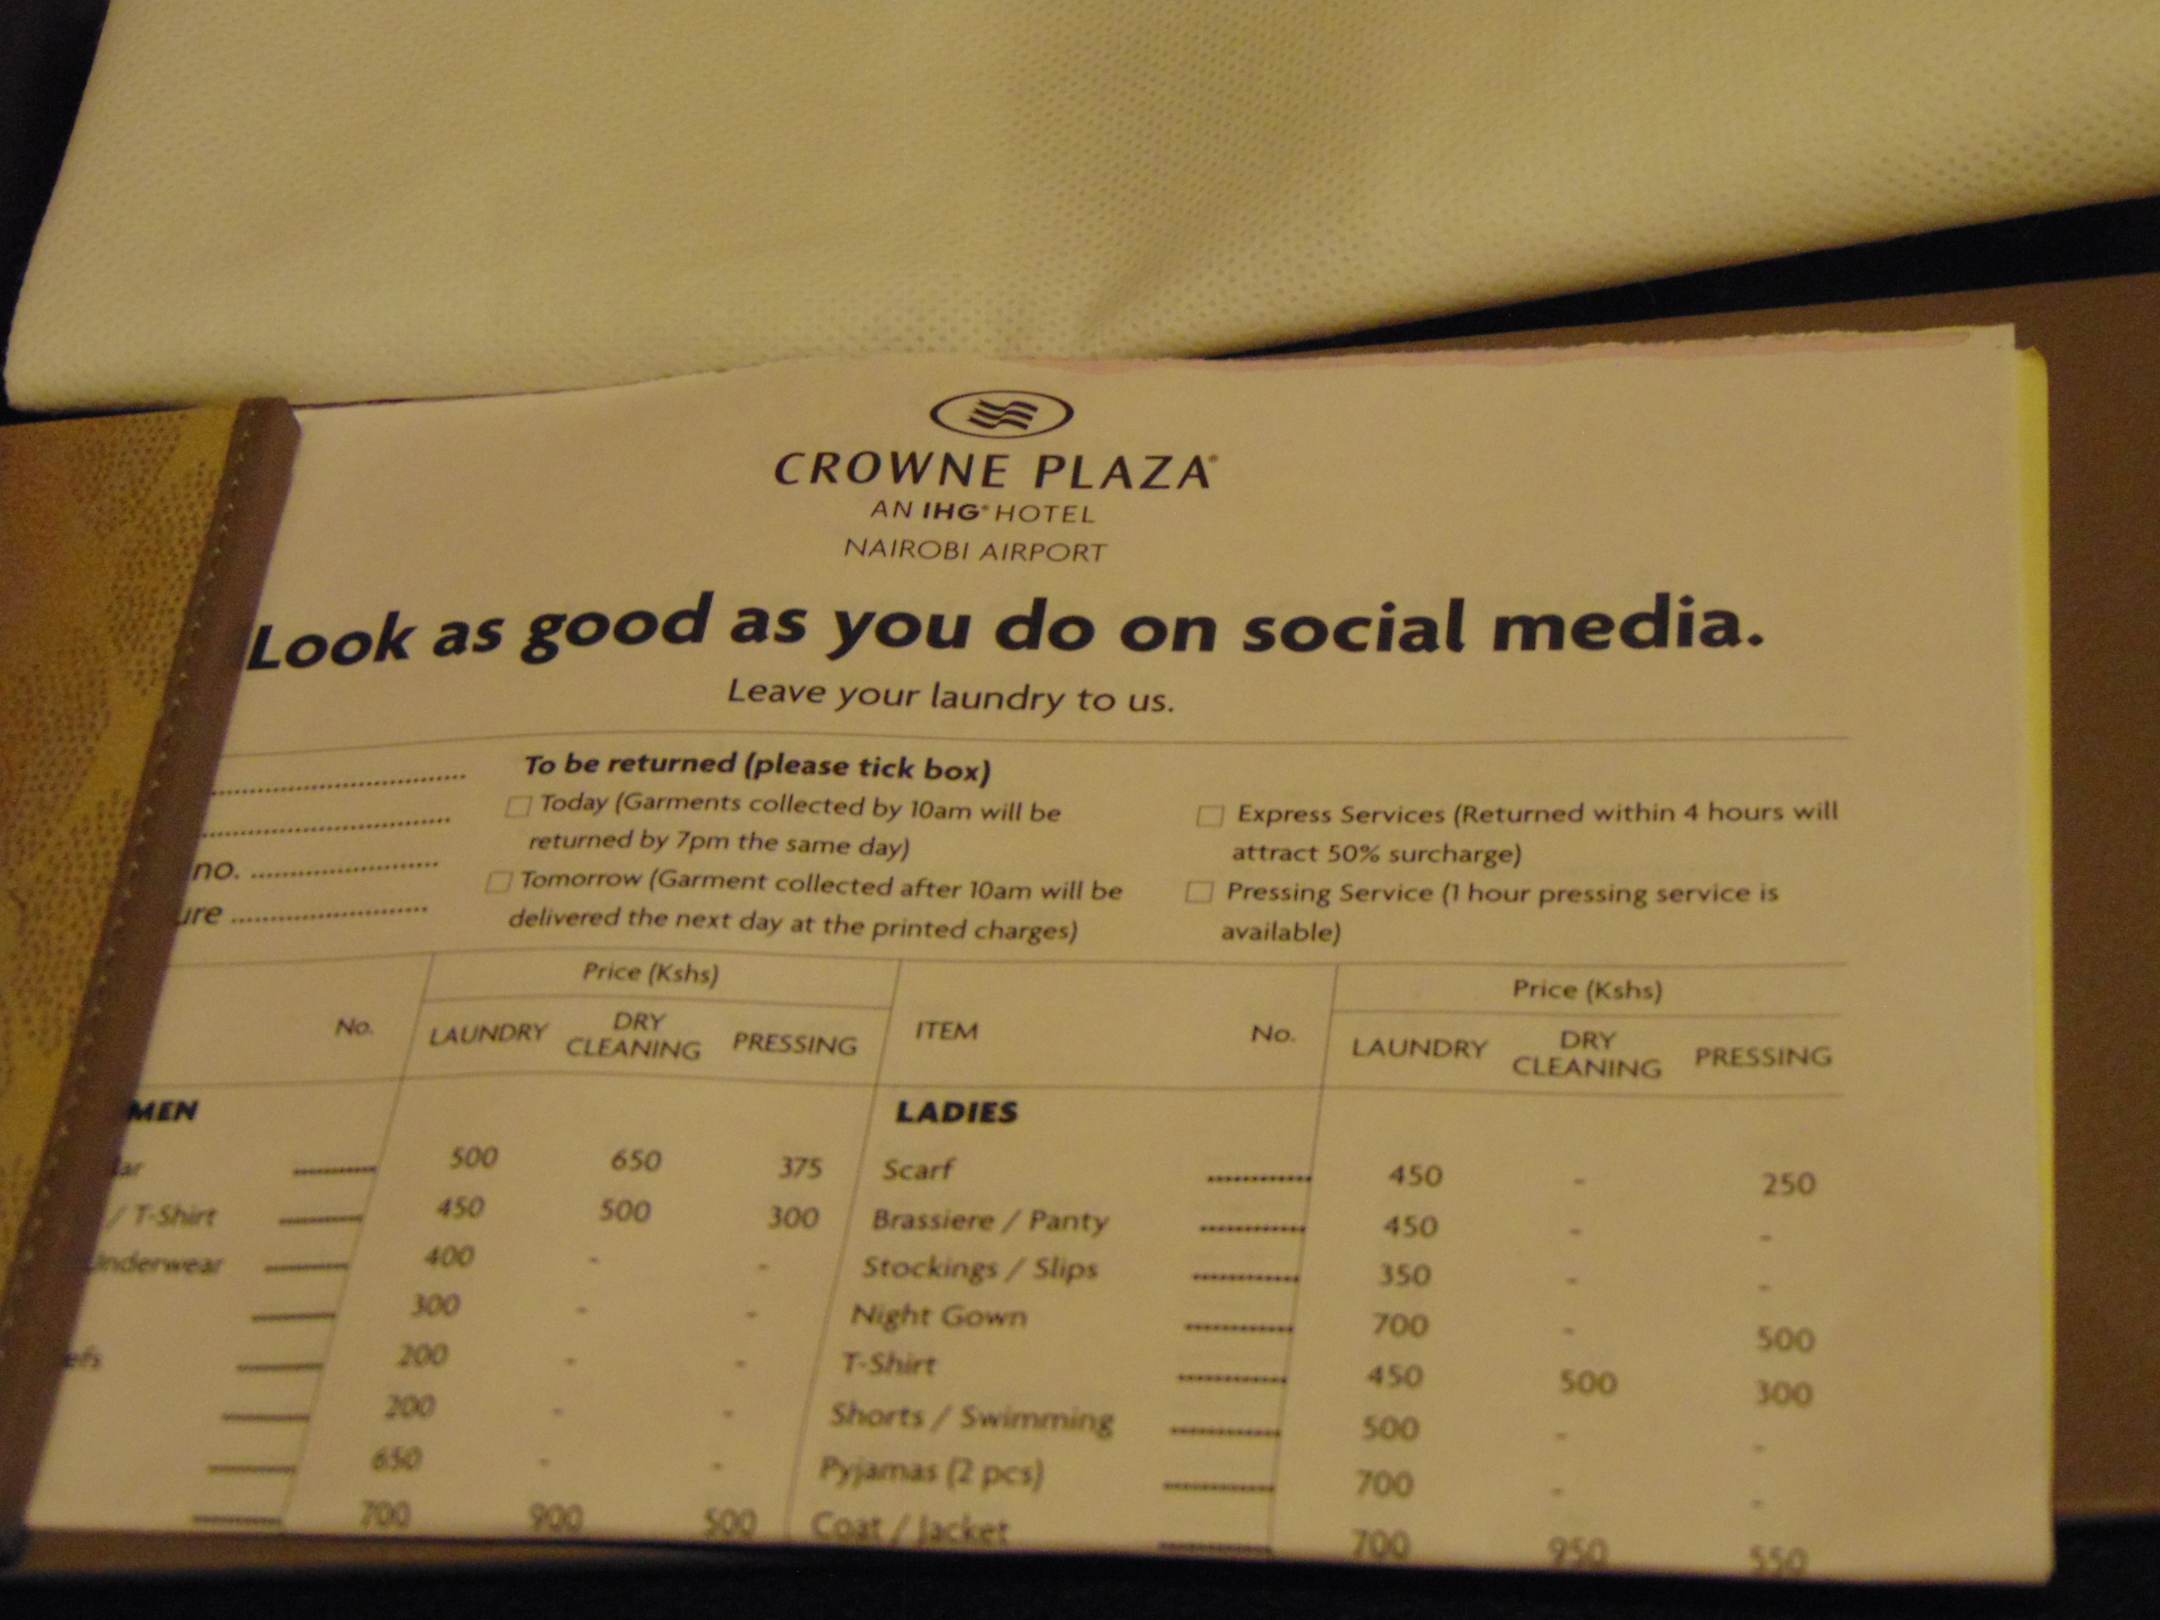 CROWNE PLAZA®
AN IHG® HOTEL
NAIROBI AIRPORT
Look as good as you do on social media.
Leave your laundry to us.
To be returned (please tick box)
Today (Garments collected by 10am will be
returned by 7pm the same day)
Tomorrow (Garment collected after 10am will be
delivered the next day at the printed charges)
Express Services (Returned within 4 hours will
attract 50% surcharge)
Pressing Service (1 hour pressing service is
available)
no. ....................
ure ....................
Price (Kshs)
No. LAUNDRY DRY CLEANING PRESSING
MEN
500 650 375
/ T-Shirt 450 500 300
Underwear 400 - -
300 - -
efs 200 - -
200 - -
650 - -
700 900 500
Price (Kshs)
ITEM No. LAUNDRY DRY CLEANING PRESSING
LADIES
Scarf 450 - 250
Brassiere / Panty 450 - -
Stockings / Slips 350 - -
Night Gown 700 - 500
T-Shirt 450 500 300
Shorts / Swimming 500 - -
Pyjamas (2 pcs) 700 - -
Coat / Jacket 700 950 550